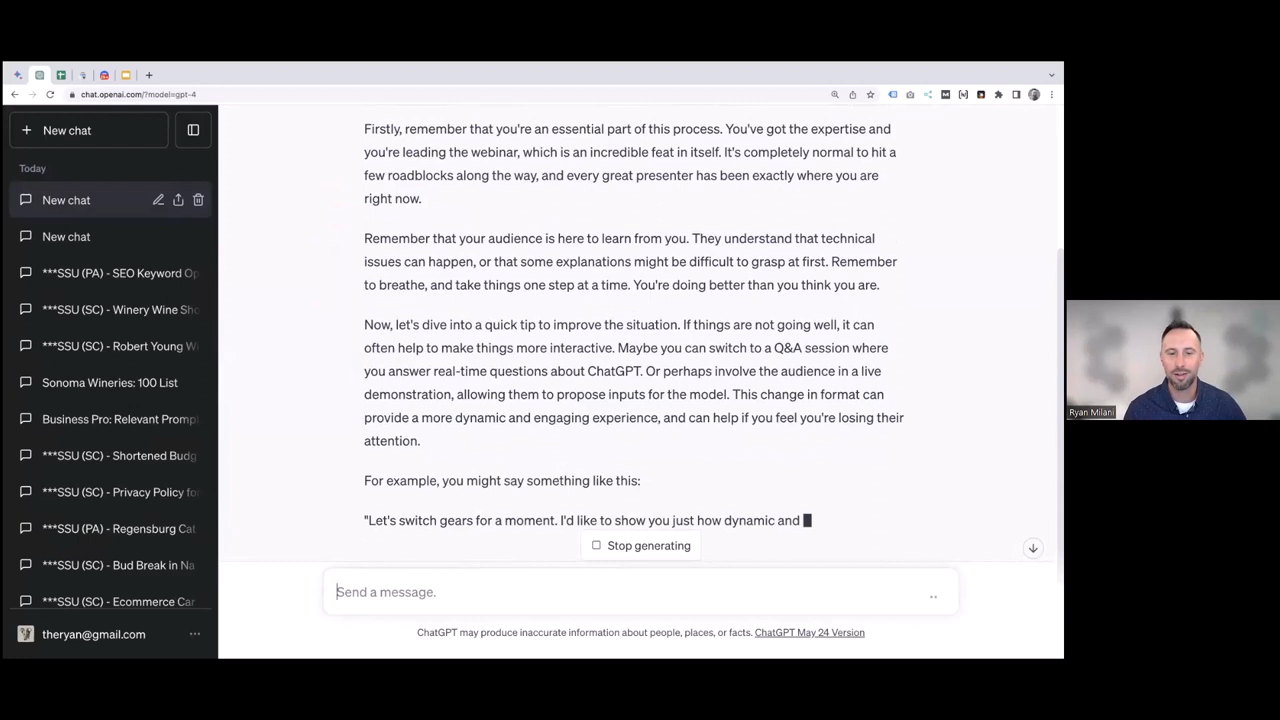 chat.openai.com/?model=gpt-4
New chat
Today
New chat
New chat
***SSU (PA) - SEO Keyword Op
***SSU (SC) - Winery Wine Sho
***SSU (SC) - Robert Young Wi
Sonoma Wineries: 100 List
Business Pro: Relevant Prompt
***SSU (SC) - Shortened Budg
***SSU (SC) - Privacy Policy fo
***SSU (PA) - Regensburg Cat
***SSU (SC) - Bud Break in Na
***SSU (SC) - Ecommerce Car
theryan@gmail.com
Firstly, remember that you're an essential part of this process. You've got the expertise and
you're leading the webinar, which is an incredible feat in itself. It's completely normal to hit a
few roadblocks along the way, and every great presenter has been exactly where you are
right now.
Remember that your audience is here to learn from you. They understand that technical
issues can happen, or that some explanations might be difficult to grasp at first. Remember
to breathe, and take things one step at a time. You're doing better than you think you are.
Now, let's dive into a quick tip to improve the situation. If things are not going well, it can
often help to make things more interactive. Maybe you can switch to a Q&A session where
you answer real-time questions about ChatGPT. Or perhaps involve the audience in a live
demonstration, allowing them to propose inputs for the model. This change in format can
provide a more dynamic and engaging experience, and can help if you feel you're losing their
attention.
For example, you might say something like this:
"Let's switch gears for a moment. I'd like to show you just how dynamic and
Stop generating
Send a message.
ChatGPT may produce inaccurate information about people, places, or facts. ChatGPT May 24 Version
Ryan Milani